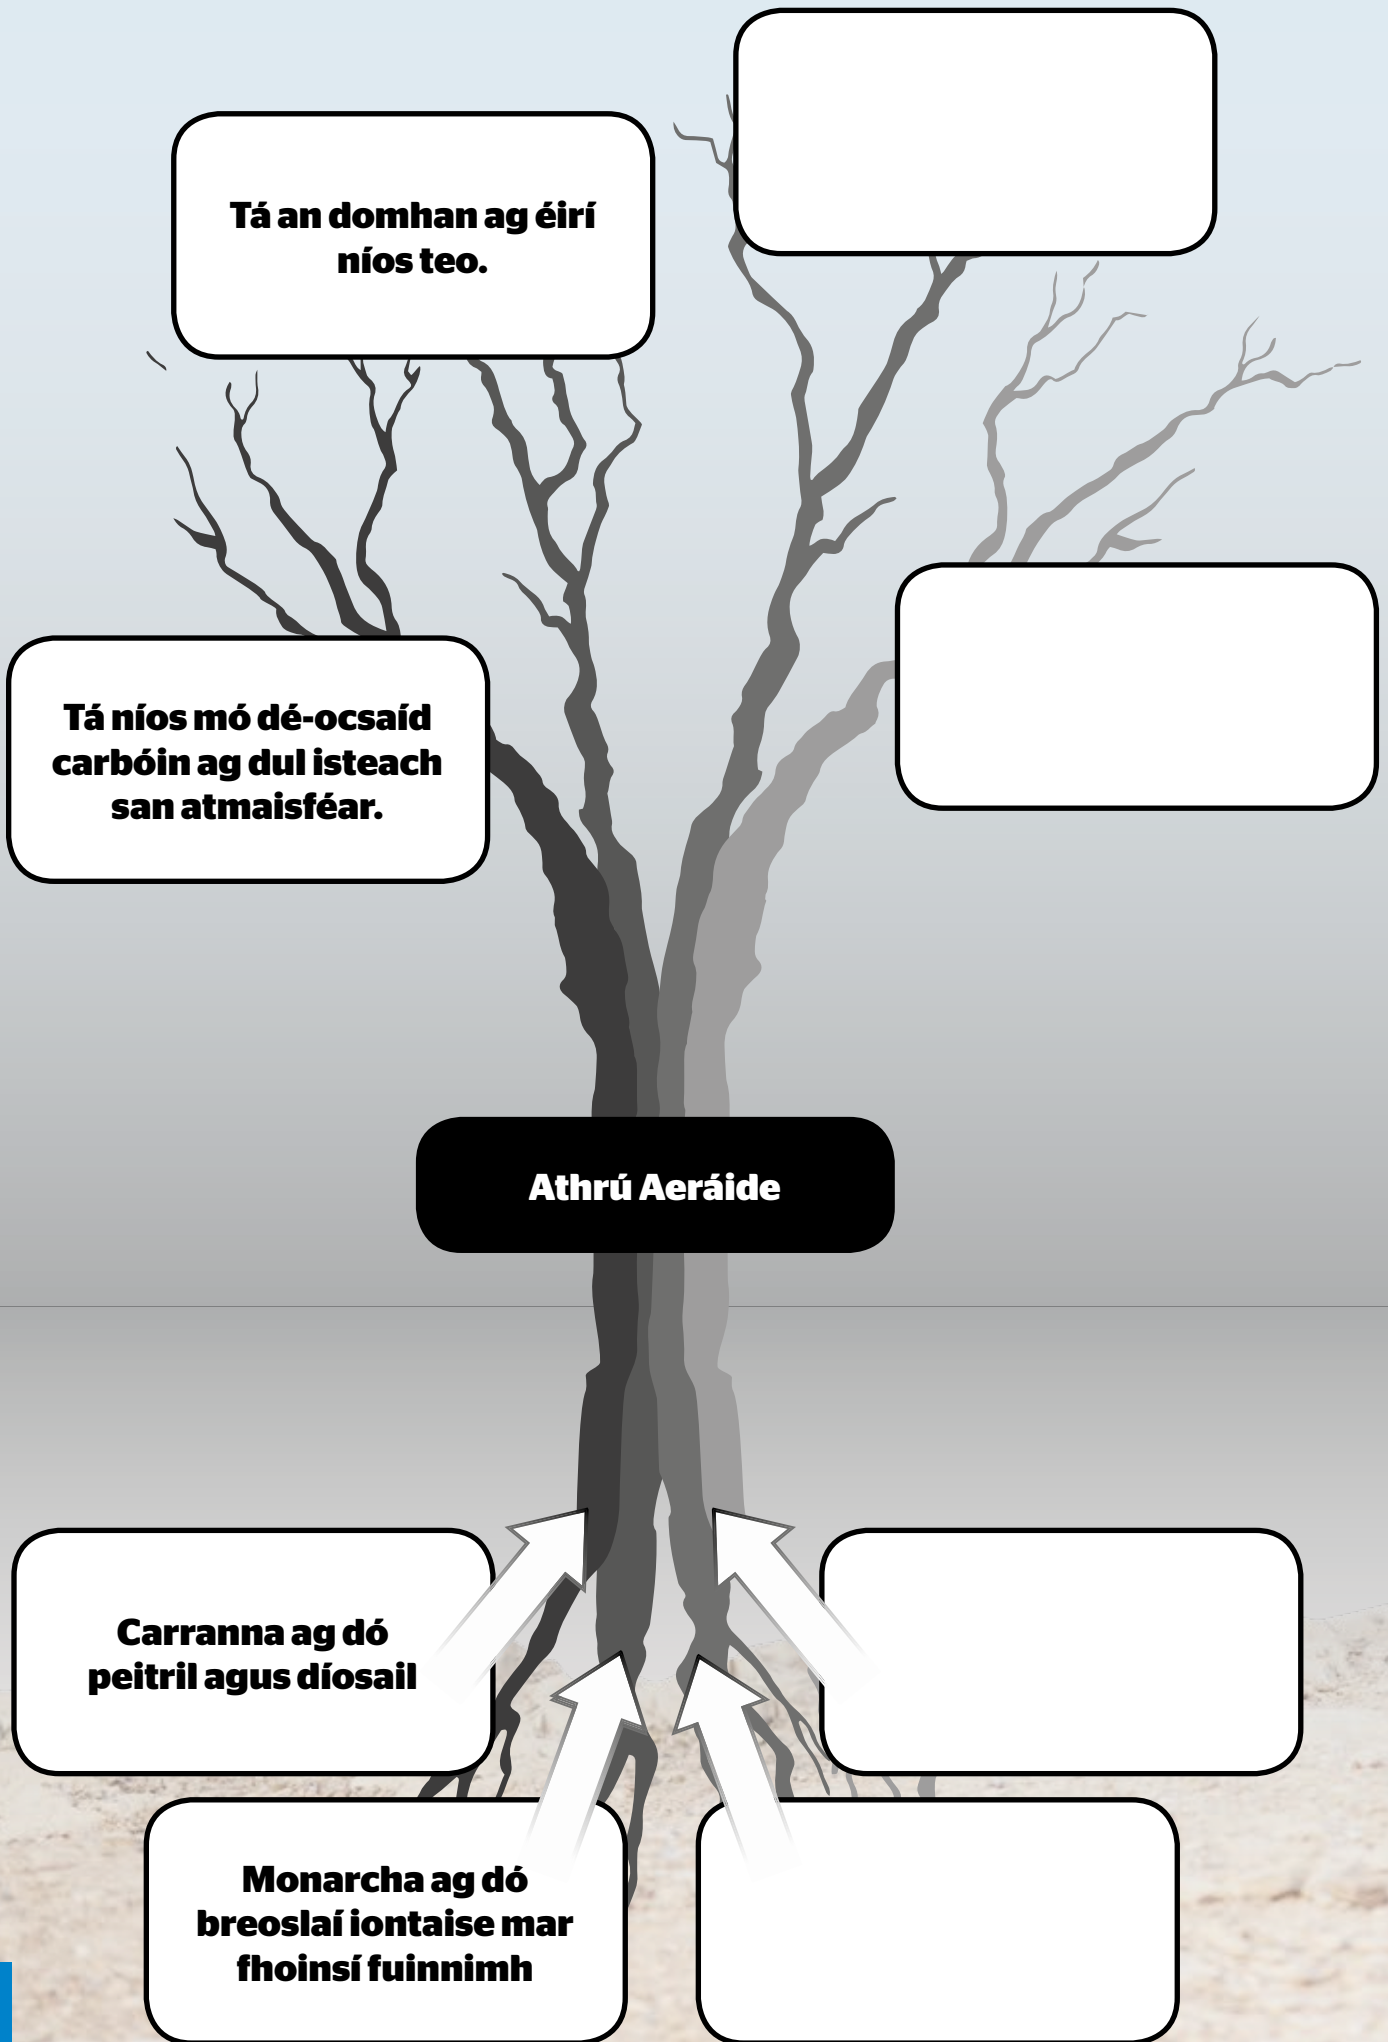 Tá an domhan ag éirí
níos teo.
Tá níos mó dé-ocsaíd
carbóin ag dul isteach
san atmaisféar.
Athrú Aeráide
Carranna ag dó
peitril agus díosail
Monarcha ag dó
breoslaí iontaise mar
fhoinsí fuinnimh